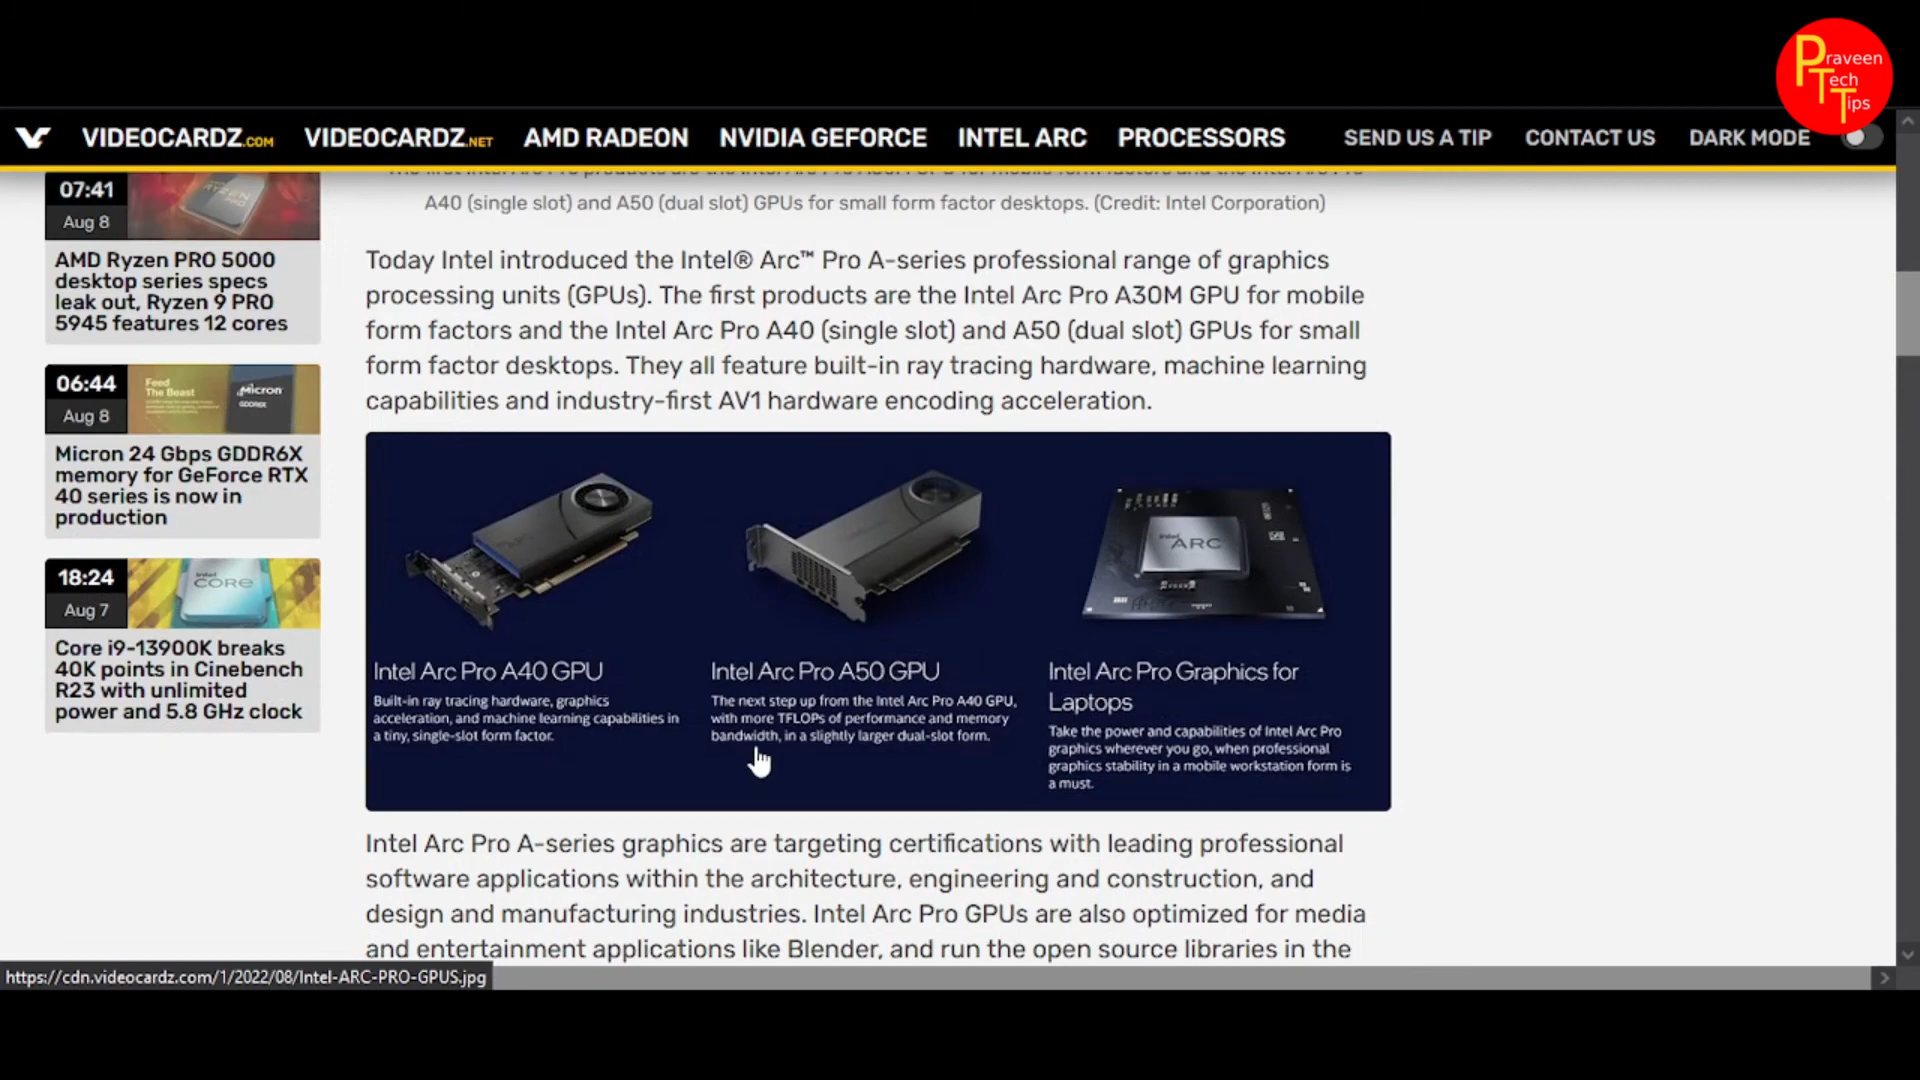 Praveen
Tech
Tips
VIDEOCARDZ.COM VIDEOCARDZ.NET AMD RADEON NVIDIA GEFORCE INTEL ARC PROCESSORS SEND US A TIP CONTACT US DARK MODE
07:41
Aug 8
RYZEN
PRO
AMD Ryzen PRO 5000
desktop series specs
leak out, Ryzen 9 PRO
5945 features 12 cores
06:44
Aug 8
Feed
The Beast
Micron
GDDR6X
Micron 24 Gbps GDDR6X
memory for GeForce RTX
40 series is now in
production
18:24
Aug 7
intel
CORE
Core i9-13900K breaks
40K points in Cinebench
R23 with unlimited
power and 5.8 GHz clock
A40 (single slot) and A50 (dual slot) GPUs for small form factor desktops. (Credit: Intel Corporation)
Today Intel introduced the Intel® Arc™ Pro A-series professional range of graphics
processing units (GPUs). The first products are the Intel Arc Pro A30M GPU for mobile
form factors and the Intel Arc Pro A40 (single slot) and A50 (dual slot) GPUs for small
form factor desktops. They all feature built-in ray tracing hardware, machine learning
capabilities and industry-first AV1 hardware encoding acceleration.
intel
ARC
Intel Arc Pro A40 GPU
Built-in ray tracing hardware, graphics
acceleration, and machine learning capabilities in
a tiny, single-slot form factor.
Intel Arc Pro A50 GPU
The next step up from the Intel Arc Pro A40 GPU,
with more TFLOPs of performance and memory
bandwidth, in a slightly larger dual-slot form.
Intel Arc Pro Graphics for
Laptops
Take the power and capabilities of Intel Arc Pro
graphics wherever you go, when professional
graphics stability in a mobile workstation form is
a must.
Intel Arc Pro A-series graphics are targeting certifications with leading professional
software applications within the architecture, engineering and construction, and
design and manufacturing industries. Intel Arc Pro GPUs are also optimized for media
and entertainment applications like Blender, and run the open source libraries in the
https://cdn.videocardz.com/1/2022/08/Intel-ARC-PRO-GPUS.jpg